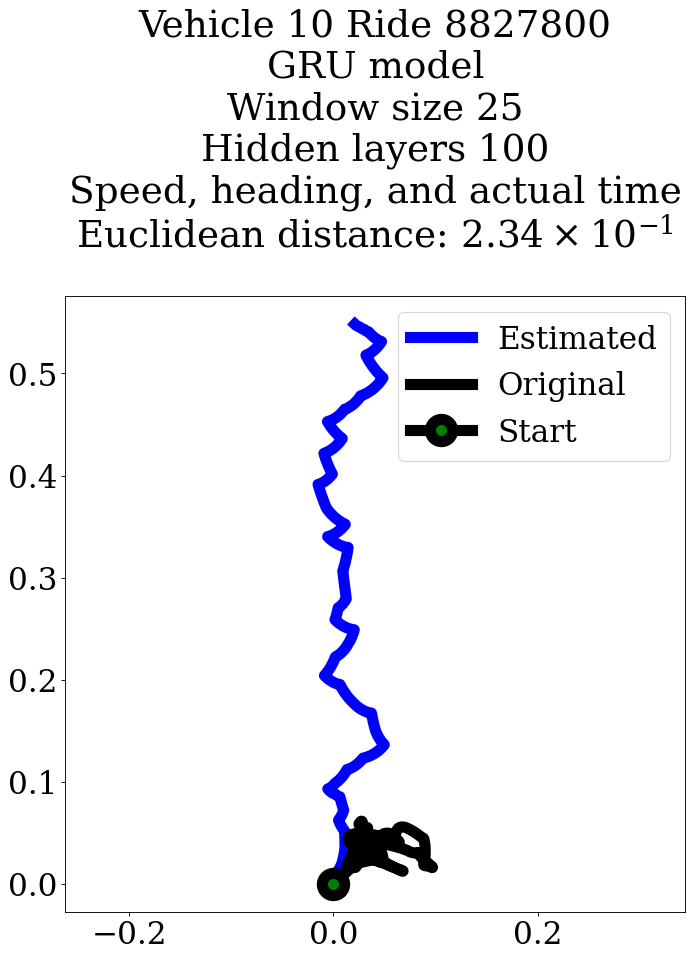 Vehicle 10 Ride 8827800
GRU model
Window size 25
Hidden layers 100
Speed, heading, and actual time
Euclidean distance: 2.34 × 10⁻¹
Estimated
Original
Start
0.5
0.4
0.3
0.2
0.1
0.0
−0.2 0.0 0.2